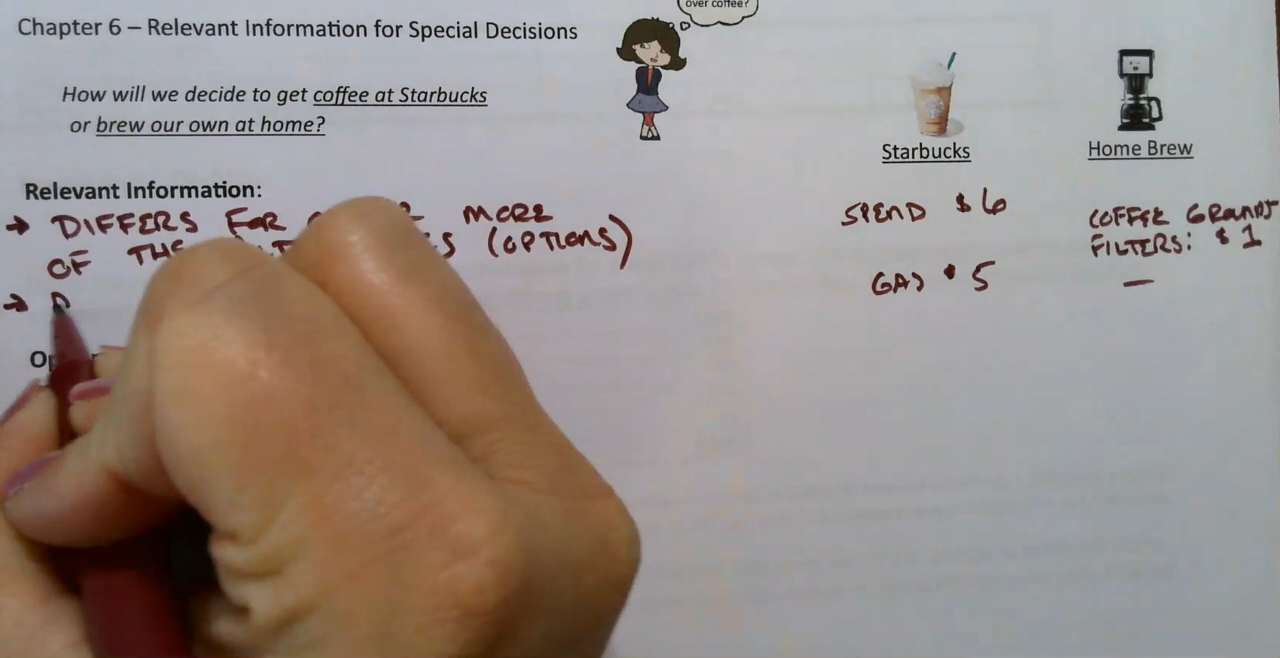 over coffee?
Chapter 6 – Relevant Information for Special Decisions
How will we decide to get coffee at Starbucks
or brew our own at home?
Starbucks
Home Brew
Relevant Information:
→ DIFFERS FOR MORE
OF THE (OPTIONS)
→
SPEND $6
COFFEE GROUNDS
FILTERS: $1
GAS $5
—